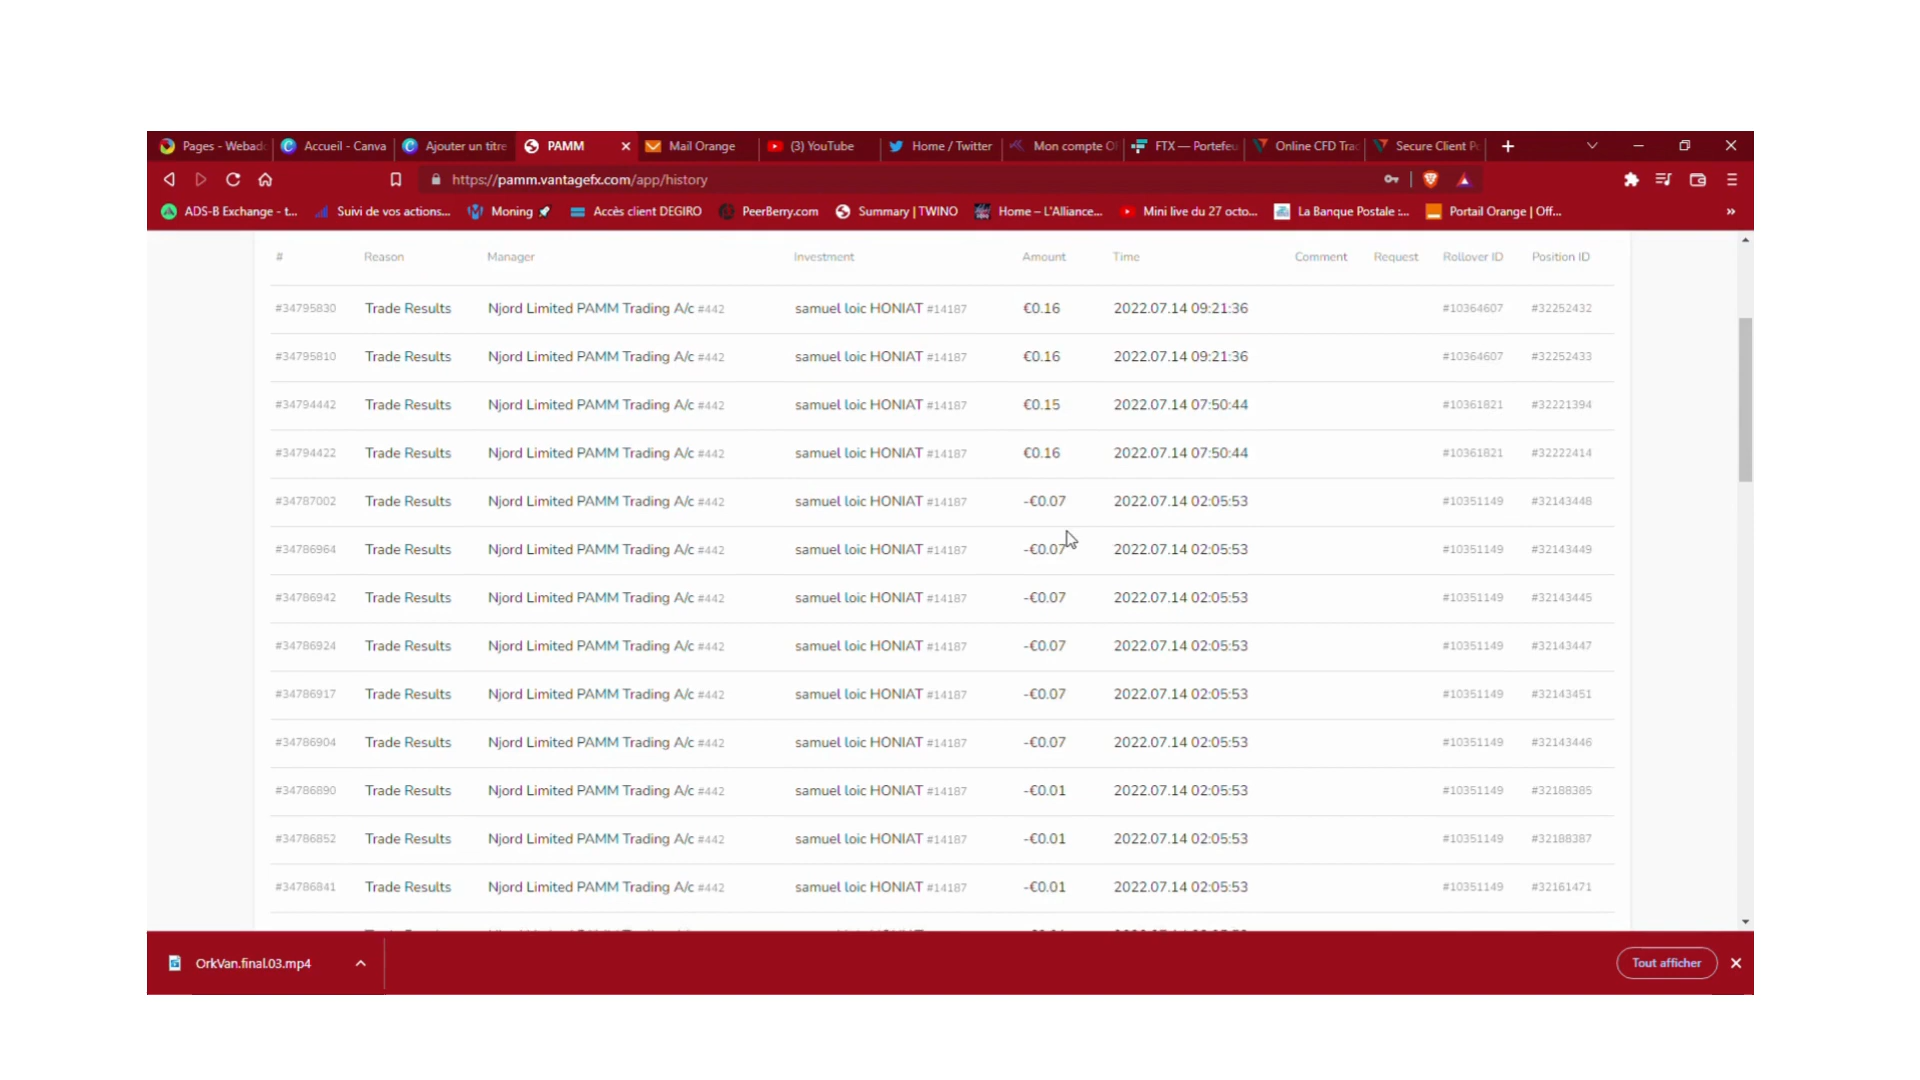 Pages - Webad
Accueil - Canva
Ajouter un titre
PAMM
Mail Orange
(3) YouTube
Home / Twitter
Mon compte O
FTX — Portefeu
Online CFD Trad
Secure Client Po
https://pamm.vantagefx.com/app/history
ADS-B Exchange - t...
Suivi de vos actions...
Moning
Accès client DEGIRO
PeerBerry.com
Summary | TWINO
Home – L'Alliance...
Mini live du 27 octo...
La Banque Postale :...
Portail Orange | Off...
»
# Reason Manager Investment Amount Time Comment Request Rollover ID Position ID
#34795830 Trade Results Njord Limited PAMM Trading A/c #442 samuel loic HONIAT #14187 €0.16 2022.07.14 09:21:36 #10364607 #32252432
#34795810 Trade Results Njord Limited PAMM Trading A/c #442 samuel loic HONIAT #14187 €0.16 2022.07.14 09:21:36 #10364607 #32252433
#34794442 Trade Results Njord Limited PAMM Trading A/c #442 samuel loic HONIAT #14187 €0.15 2022.07.14 07:50:44 #10361821 #32221394
#34794422 Trade Results Njord Limited PAMM Trading A/c #442 samuel loic HONIAT #14187 €0.16 2022.07.14 07:50:44 #10361821 #32222414
#34787002 Trade Results Njord Limited PAMM Trading A/c #442 samuel loic HONIAT #14187 -€0.07 2022.07.14 02:05:53 #10351149 #32143448
#34786964 Trade Results Njord Limited PAMM Trading A/c #442 samuel loic HONIAT #14187 -€0.07 2022.07.14 02:05:53 #10351149 #32143449
#34786942 Trade Results Njord Limited PAMM Trading A/c #442 samuel loic HONIAT #14187 -€0.07 2022.07.14 02:05:53 #10351149 #32143445
#34786924 Trade Results Njord Limited PAMM Trading A/c #442 samuel loic HONIAT #14187 -€0.07 2022.07.14 02:05:53 #10351149 #32143447
#34786917 Trade Results Njord Limited PAMM Trading A/c #442 samuel loic HONIAT #14187 -€0.07 2022.07.14 02:05:53 #10351149 #32143451
#34786904 Trade Results Njord Limited PAMM Trading A/c #442 samuel loic HONIAT #14187 -€0.07 2022.07.14 02:05:53 #10351149 #32143446
#34786890 Trade Results Njord Limited PAMM Trading A/c #442 samuel loic HONIAT #14187 -€0.01 2022.07.14 02:05:53 #10351149 #32188385
#34786852 Trade Results Njord Limited PAMM Trading A/c #442 samuel loic HONIAT #14187 -€0.01 2022.07.14 02:05:53 #10351149 #32188387
#34786841 Trade Results Njord Limited PAMM Trading A/c #442 samuel loic HONIAT #14187 -€0.01 2022.07.14 02:05:53 #10351149 #32161471
OrkVan.final.03.mp4
Tout afficher